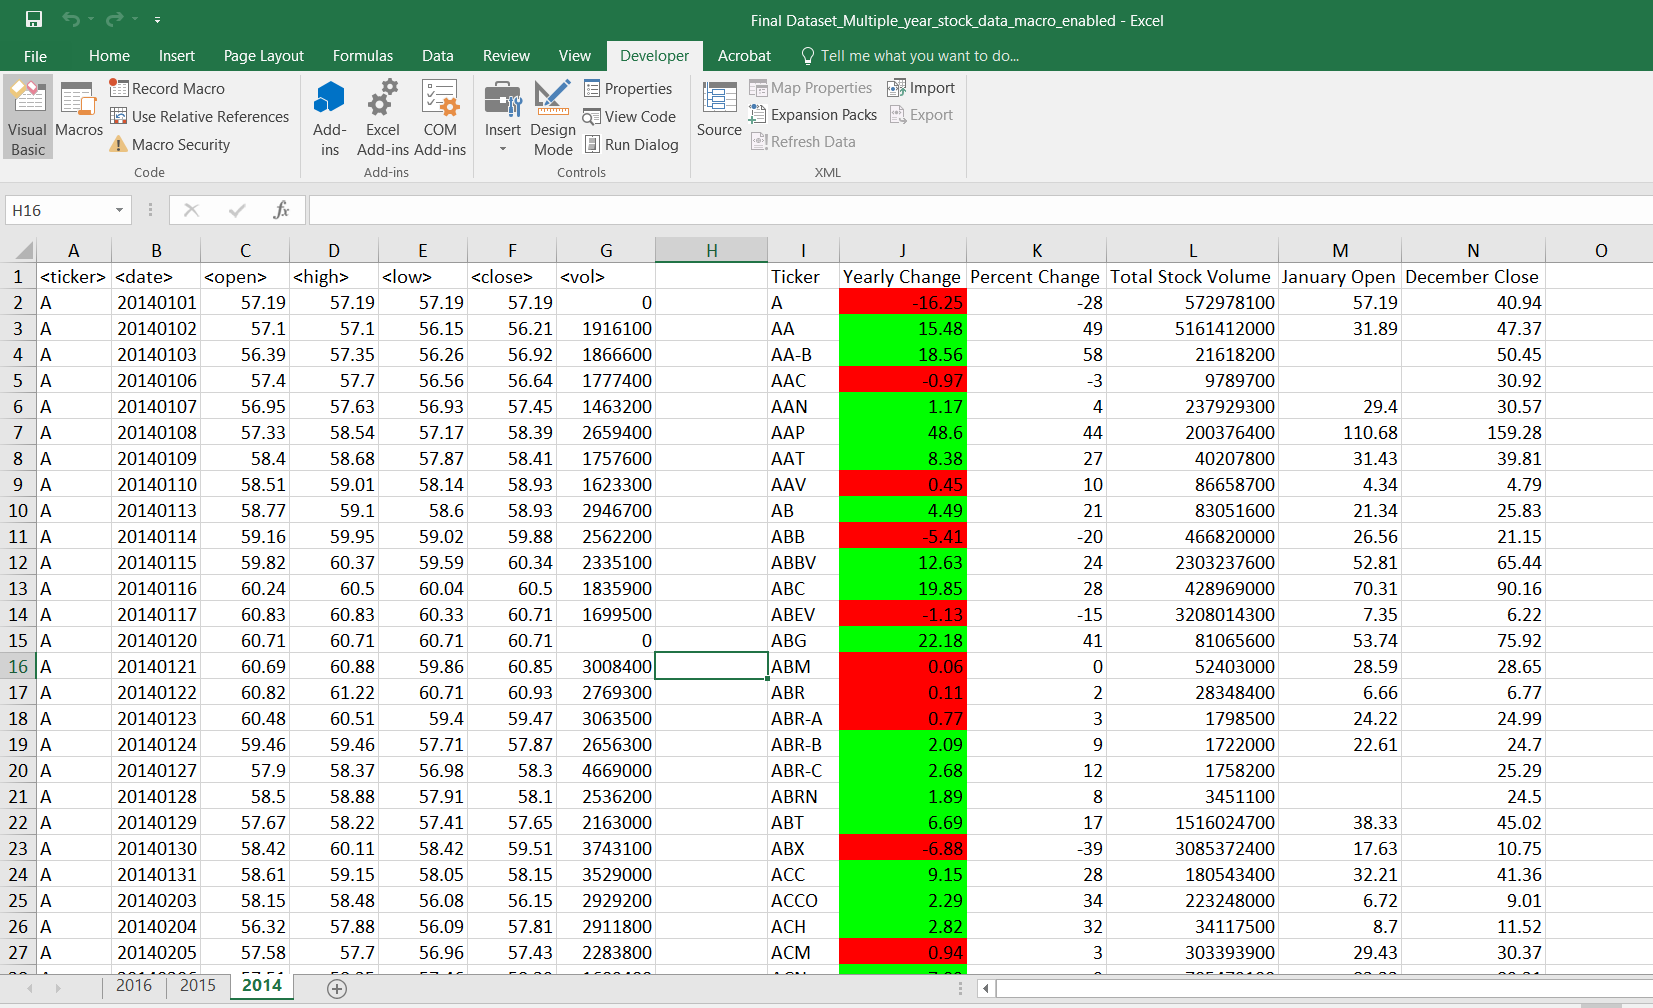 Final Dataset_Multiple_year_stock_data_macro_enabled - Excel
File Home Insert Page Layout Formulas Data Review View Developer Acrobat Tell me what you want to do...
Visual Basic
Macros
Record Macro
Use Relative References
Macro Security
Code
Add-ins
Excel Add-ins
COM Add-ins
Add-ins
Insert
Design Mode
Properties
View Code
Run Dialog
Controls
Source
Map Properties
Expansion Packs
Refresh Data
Import
Export
XML
H16 fx
A B C D E F G H I J K L M N O
1 <ticker> <date> <open> <high> <low> <close> <vol> Ticker Yearly Change Percent Change Total Stock Volume January Open December Close
2 A 20140101 57.19 57.19 57.19 57.19 0 A -16.25 -28 572978100 57.19 40.94
3 A 20140102 57.1 57.1 56.15 56.21 1916100 AA 15.48 49 5161412000 31.89 47.37
4 A 20140103 56.39 57.35 56.26 56.92 1866600 AA-B 18.56 58 21618200 50.45
5 A 20140106 57.4 57.7 56.56 56.64 1777400 AAC -0.97 -3 9789700 30.92
6 A 20140107 56.95 57.63 56.93 57.45 1463200 AAN 1.17 4 237929300 29.4 30.57
7 A 20140108 57.33 58.54 57.17 58.39 2659400 AAP 48.6 44 200376400 110.68 159.28
8 A 20140109 58.4 58.68 57.87 58.41 1757600 AAT 8.38 27 40207800 31.43 39.81
9 A 20140110 58.51 59.01 58.14 58.93 1623300 AAV 0.45 10 86658700 4.34 4.79
10 A 20140113 58.77 59.1 58.6 58.93 2946700 AB 4.49 21 83051600 21.34 25.83
11 A 20140114 59.16 59.95 59.02 59.88 2562200 ABB -5.41 -20 466820000 26.56 21.15
12 A 20140115 59.82 60.37 59.59 60.34 2335100 ABBV 12.63 24 2303237600 52.81 65.44
13 A 20140116 60.24 60.5 60.04 60.5 1835900 ABC 19.85 28 428969000 70.31 90.16
14 A 20140117 60.83 60.83 60.33 60.71 1699500 ABEV -1.13 -15 3208014300 7.35 6.22
15 A 20140120 60.71 60.71 60.71 60.71 0 ABG 22.18 41 81065600 53.74 75.92
16 A 20140121 60.69 60.88 59.86 60.85 3008400 ABM 0.06 0 52403000 28.59 28.65
17 A 20140122 60.82 61.22 60.71 60.93 2769300 ABR 0.11 2 28348400 6.66 6.77
18 A 20140123 60.48 60.51 59.4 59.47 3063500 ABR-A 0.77 3 1798500 24.22 24.99
19 A 20140124 59.46 59.46 57.71 57.87 2656300 ABR-B 2.09 9 1722000 22.61 24.7
20 A 20140127 57.9 58.37 56.98 58.3 4669000 ABR-C 2.68 12 1758200 25.29
21 A 20140128 58.5 58.88 57.91 58.1 2536200 ABRN 1.89 8 3451100 24.5
22 A 20140129 57.67 58.22 57.41 57.65 2163000 ABT 6.69 17 1516024700 38.33 45.02
23 A 20140130 58.42 60.11 58.42 59.51 3743100 ABX -6.88 -39 3085372400 17.63 10.75
24 A 20140131 58.61 59.15 58.05 58.15 3529000 ACC 9.15 28 180543400 32.21 41.36
25 A 20140203 58.15 58.48 56.08 56.15 2929200 ACCO 2.29 34 223248000 6.72 9.01
26 A 20140204 56.32 57.88 56.09 57.81 2911800 ACH 2.82 32 34117500 8.7 11.52
27 A 20140205 57.58 57.7 56.96 57.43 2283800 ACM 0.94 3 303393900 29.43 30.37
2016 2015 2014